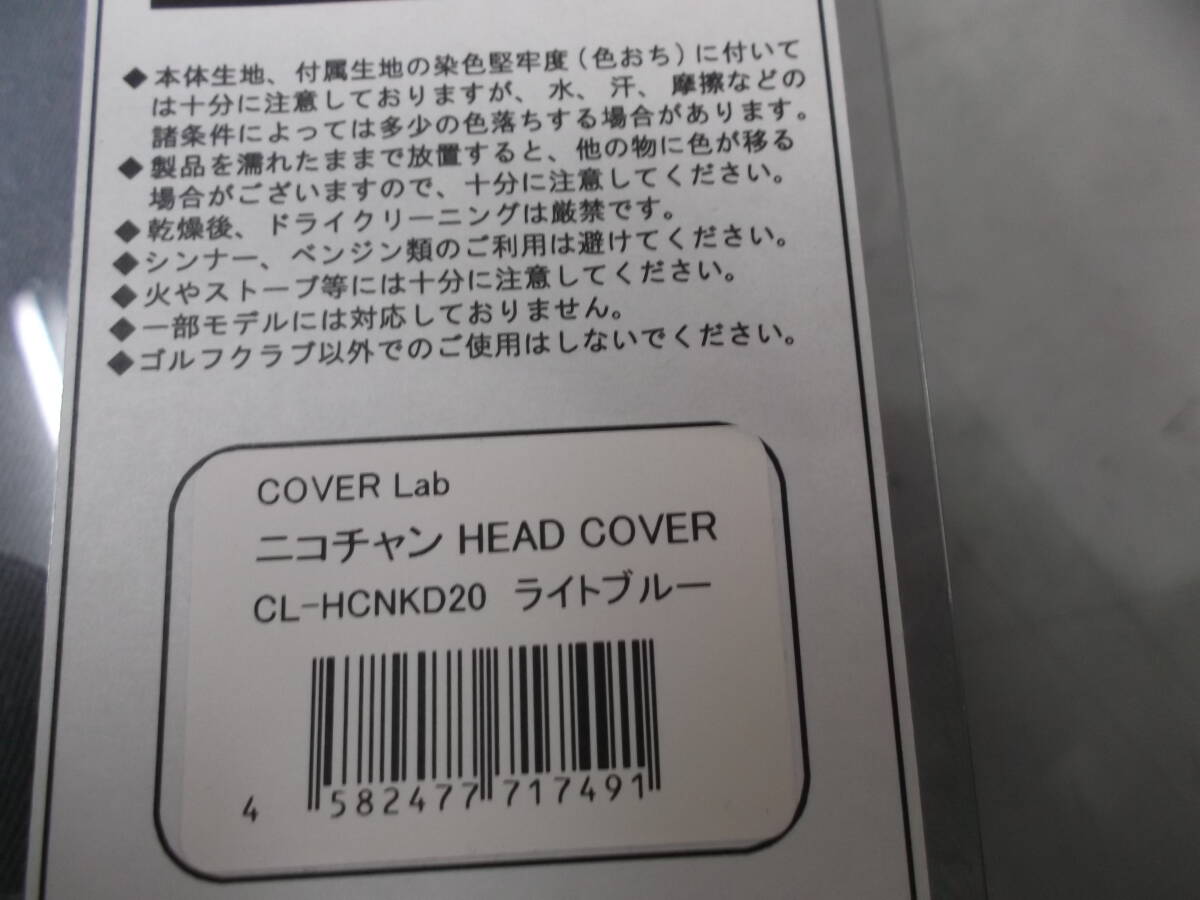 ◆本体生地、付属生地の染色堅牢度(色おち)に付いて
は十分に注意しておりますが、水、汗、摩擦などの
諸条件によっては多少の色落ちする場合があります。
◆製品を濡れたままで放置すると、他の物に色が移る
場合がございますので、十分に注意してください。
◆乾燥後、ドライクリーニングは厳禁です。
◆シンナー、ベンジン類のご利用は避けてください。
◆火やストーブ等には十分に注意してください。
◆一部モデルには対応しておりません。
◆ゴルフクラブ以外でのご使用はしないでください。
COVER Lab
ニコチャン HEAD COVER
CL-HCNKD20 ライトブルー
4 582477 717491